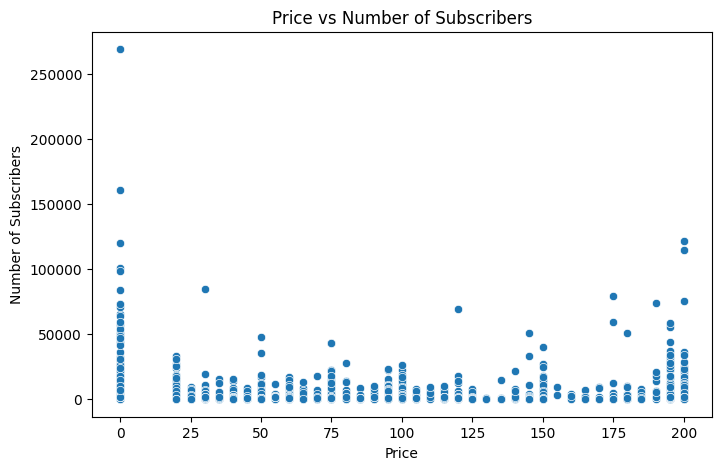 Price vs Number of Subscribers
250000
200000
150000
100000
50000
0
Number of Subscribers
0 25 50 75 100 125 150 175 200
Price